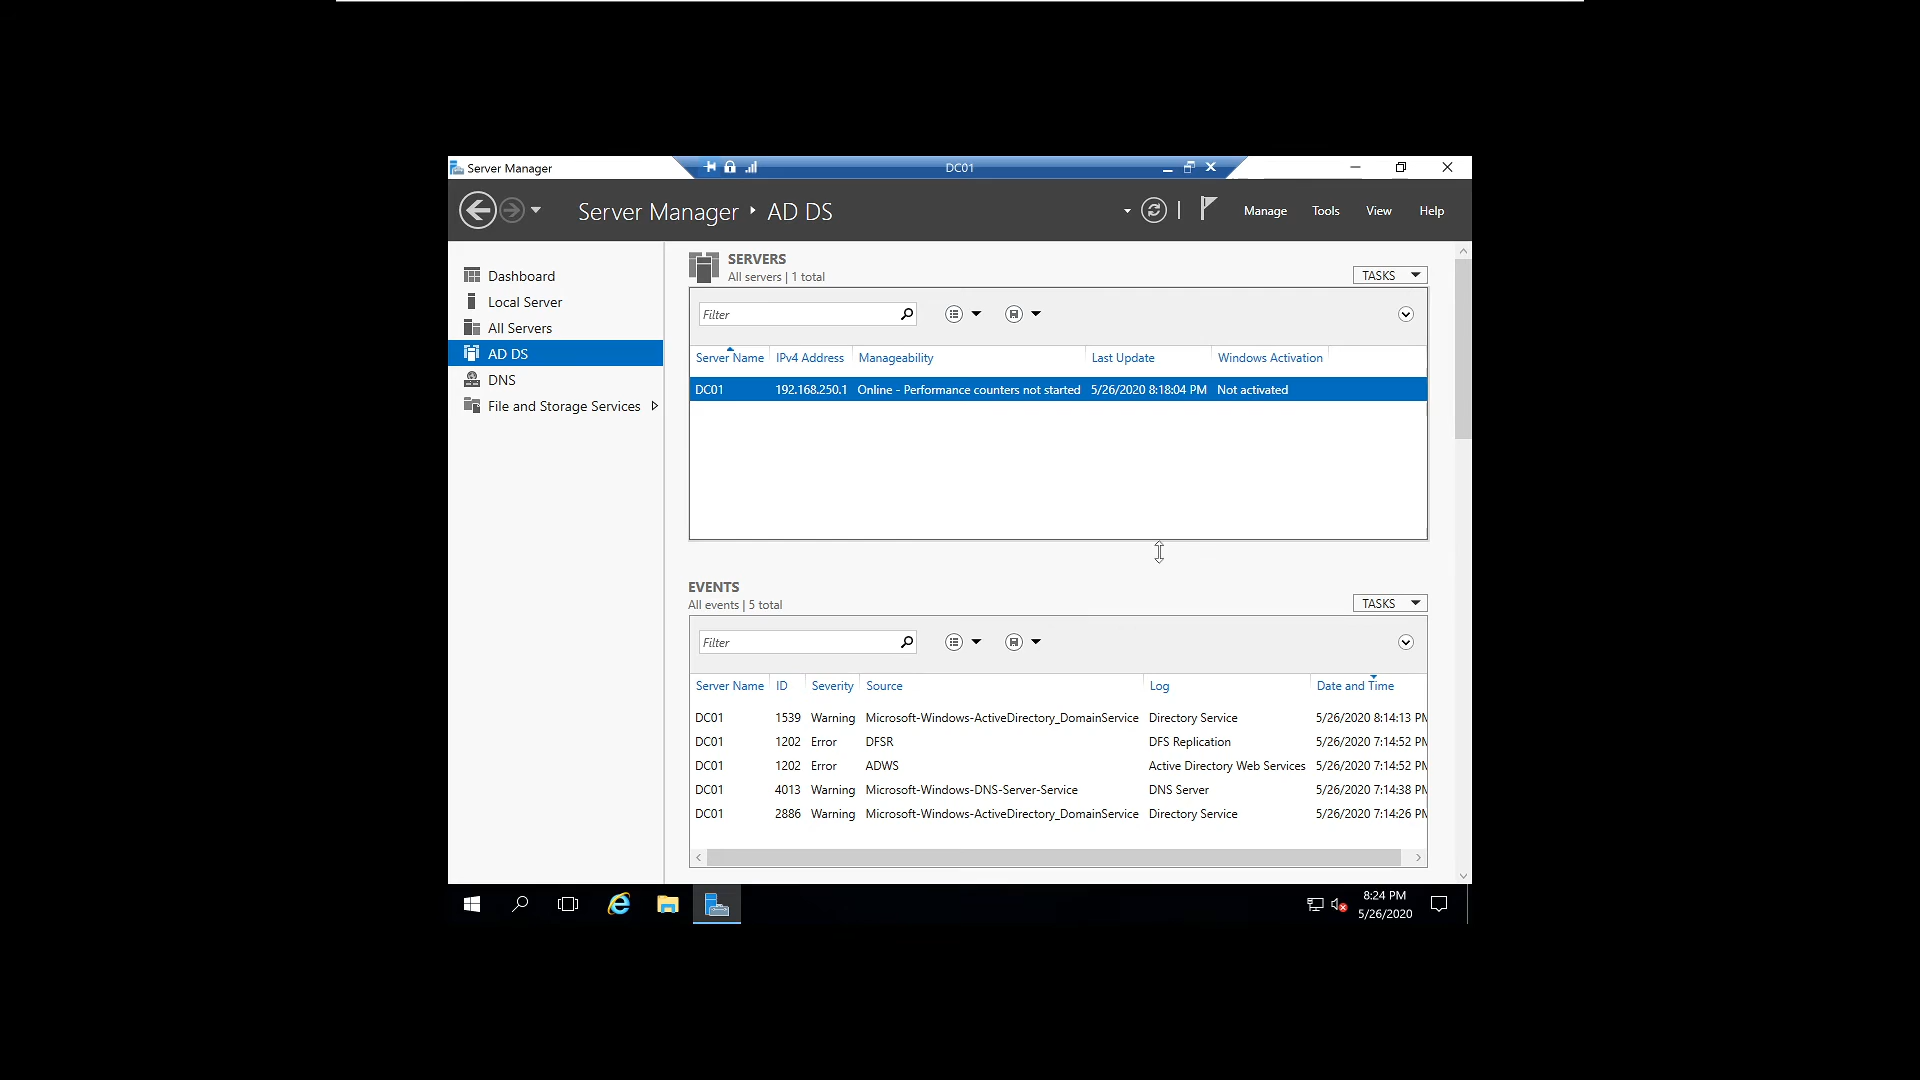 Server Manager
DC01
Server Manager AD DS
Manage Tools View Help
Dashboard
Local Server
All Servers
AD DS
DNS
File and Storage Services
SERVERS
All servers | 1 total
TASKS
Filter
Server Name IPv4 Address Manageability Last Update Windows Activation
DC01 192.168.250.1 Online - Performance counters not started 5/26/2020 8:18:04 PM Not activated
EVENTS
All events | 5 total
TASKS
Filter
Server Name ID Severity Source Log Date and Time
DC01 1539 Warning Microsoft-Windows-ActiveDirectory_DomainService Directory Service 5/26/2020 8:14:13 PM
DC01 1202 Error DFSR DFS Replication 5/26/2020 7:14:52 PM
DC01 1202 Error ADWS Active Directory Web Services 5/26/2020 7:14:52 PM
DC01 4013 Warning Microsoft-Windows-DNS-Server-Service DNS Server 5/26/2020 7:14:38 PM
DC01 2886 Warning Microsoft-Windows-ActiveDirectory_DomainService Directory Service 5/26/2020 7:14:26 PM
8:24 PM
5/26/2020